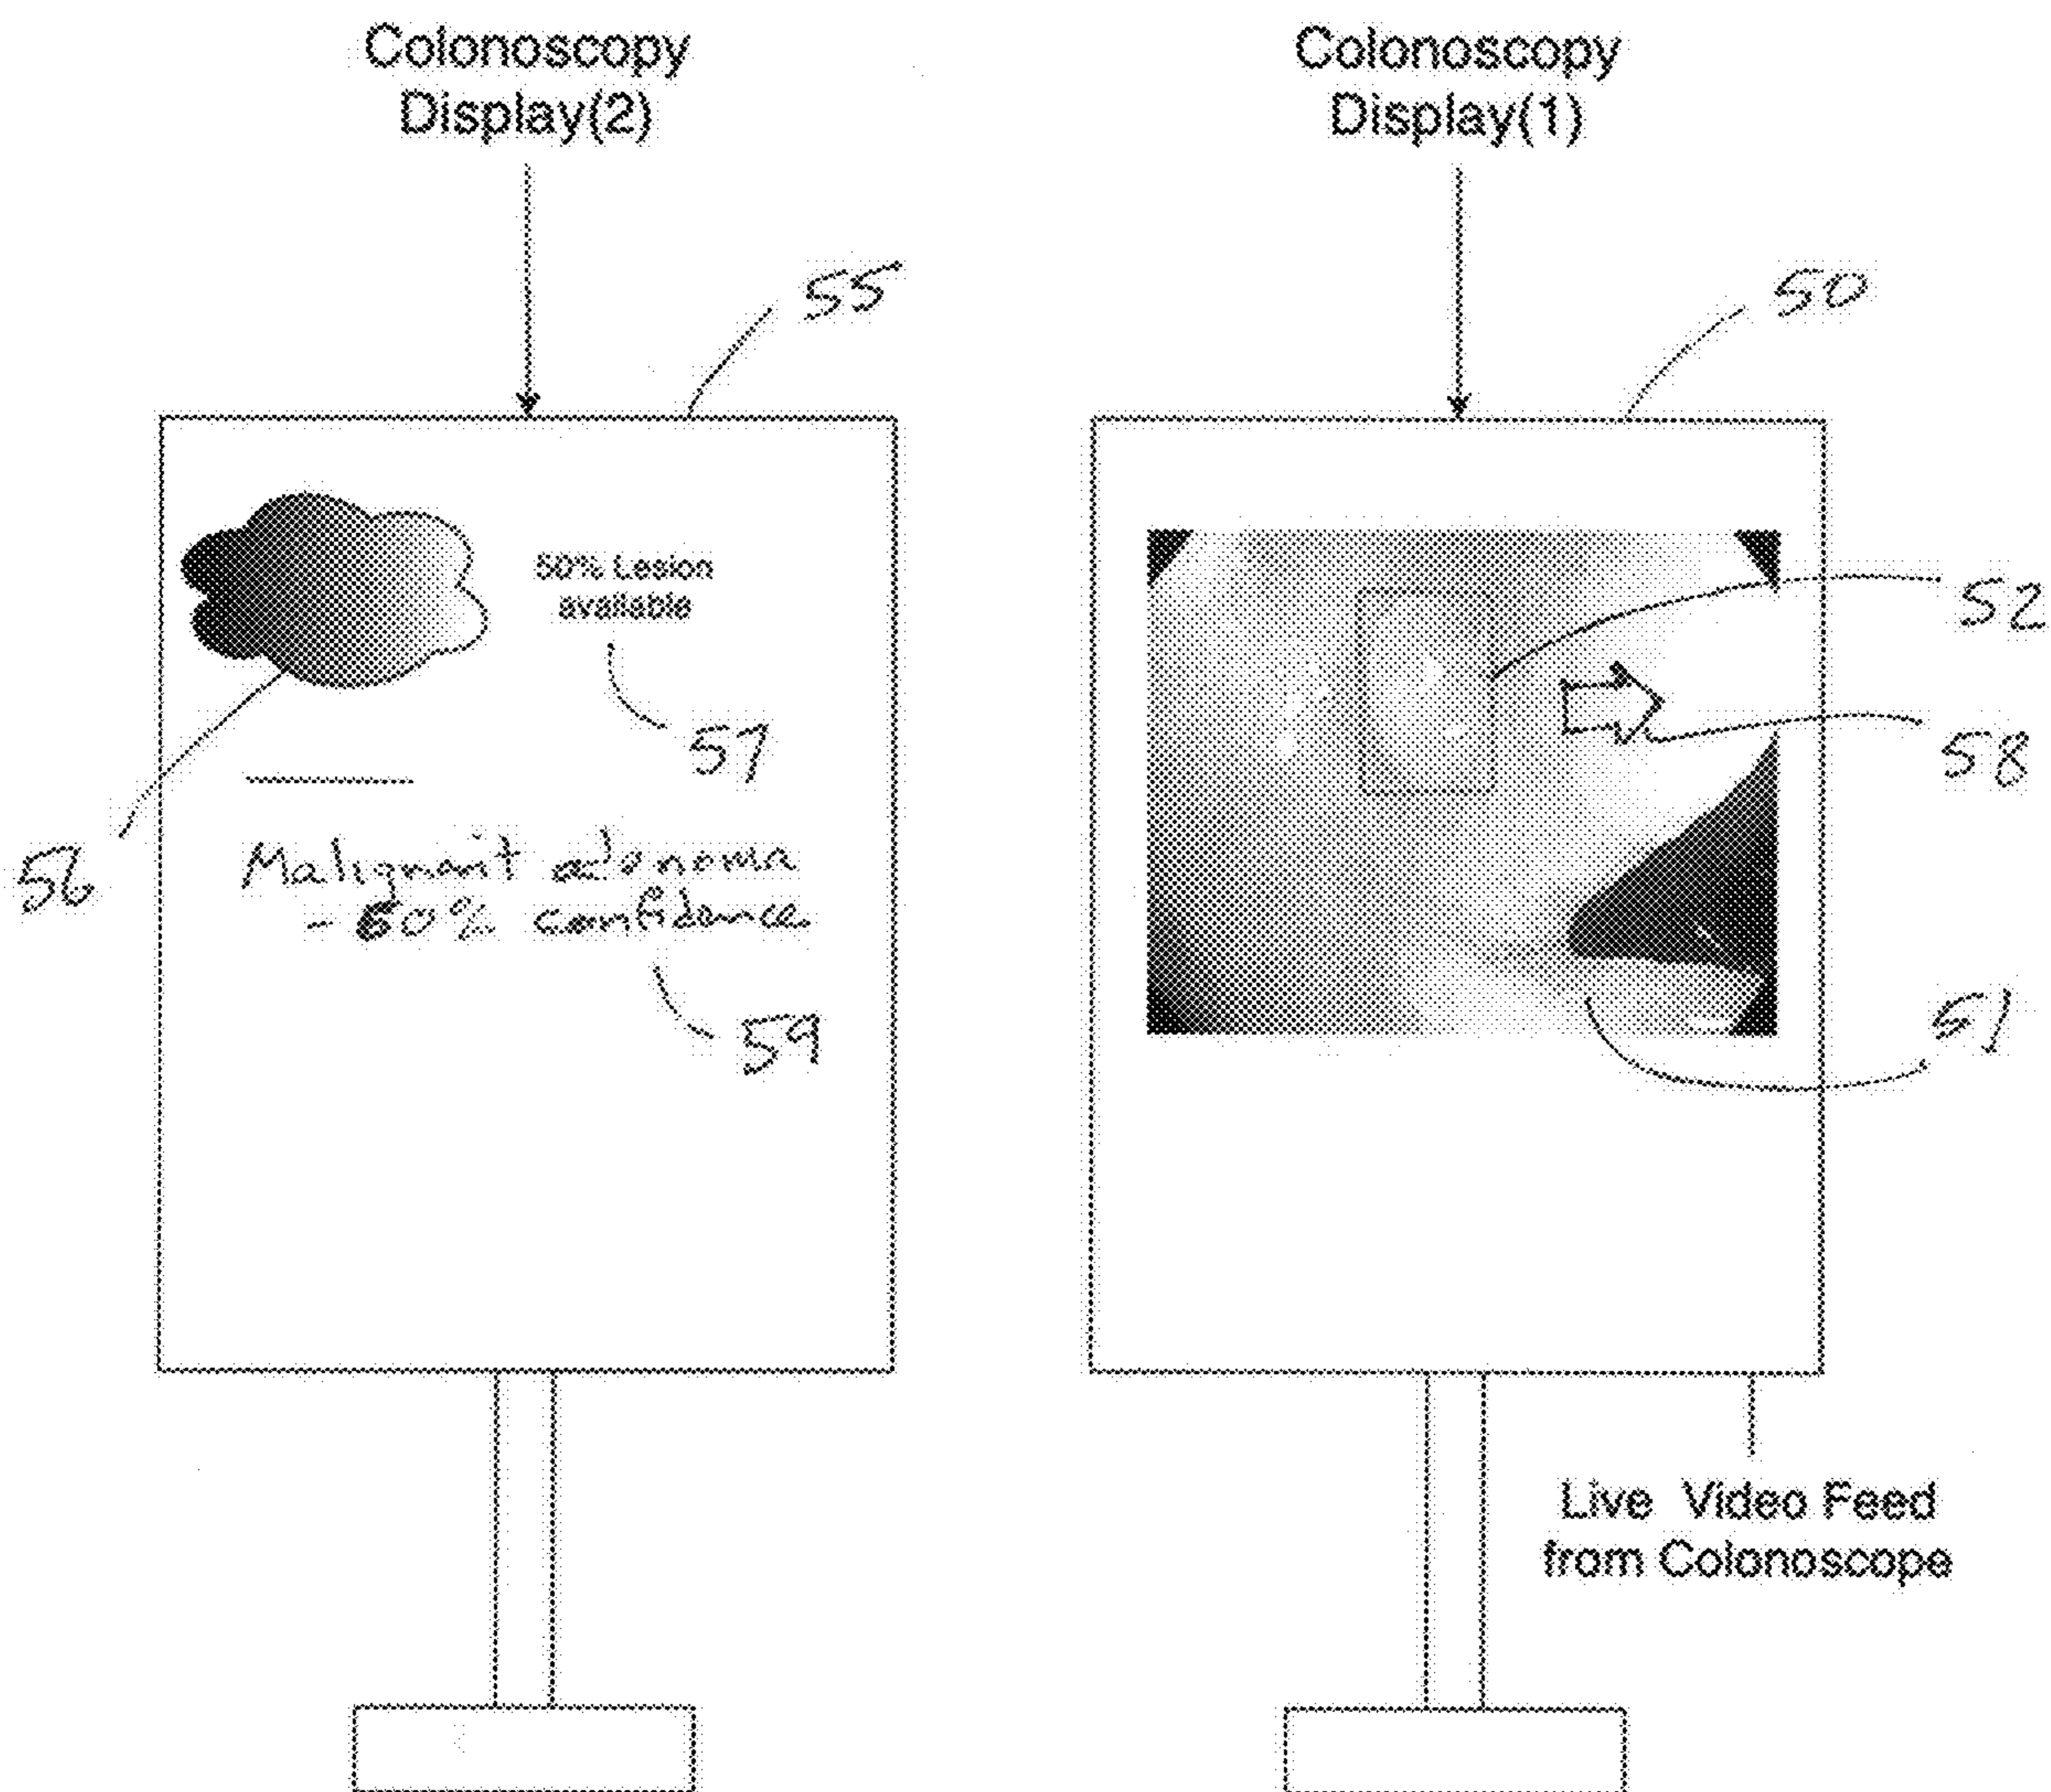 Colonoscopy
Display(2)
Colonoscopy
Display(1)
55
50
50% Lesion
available
57
56
Malignant adenoma
- 60% confidence
59
52
58
51
Live Video Feed
from Colonoscope